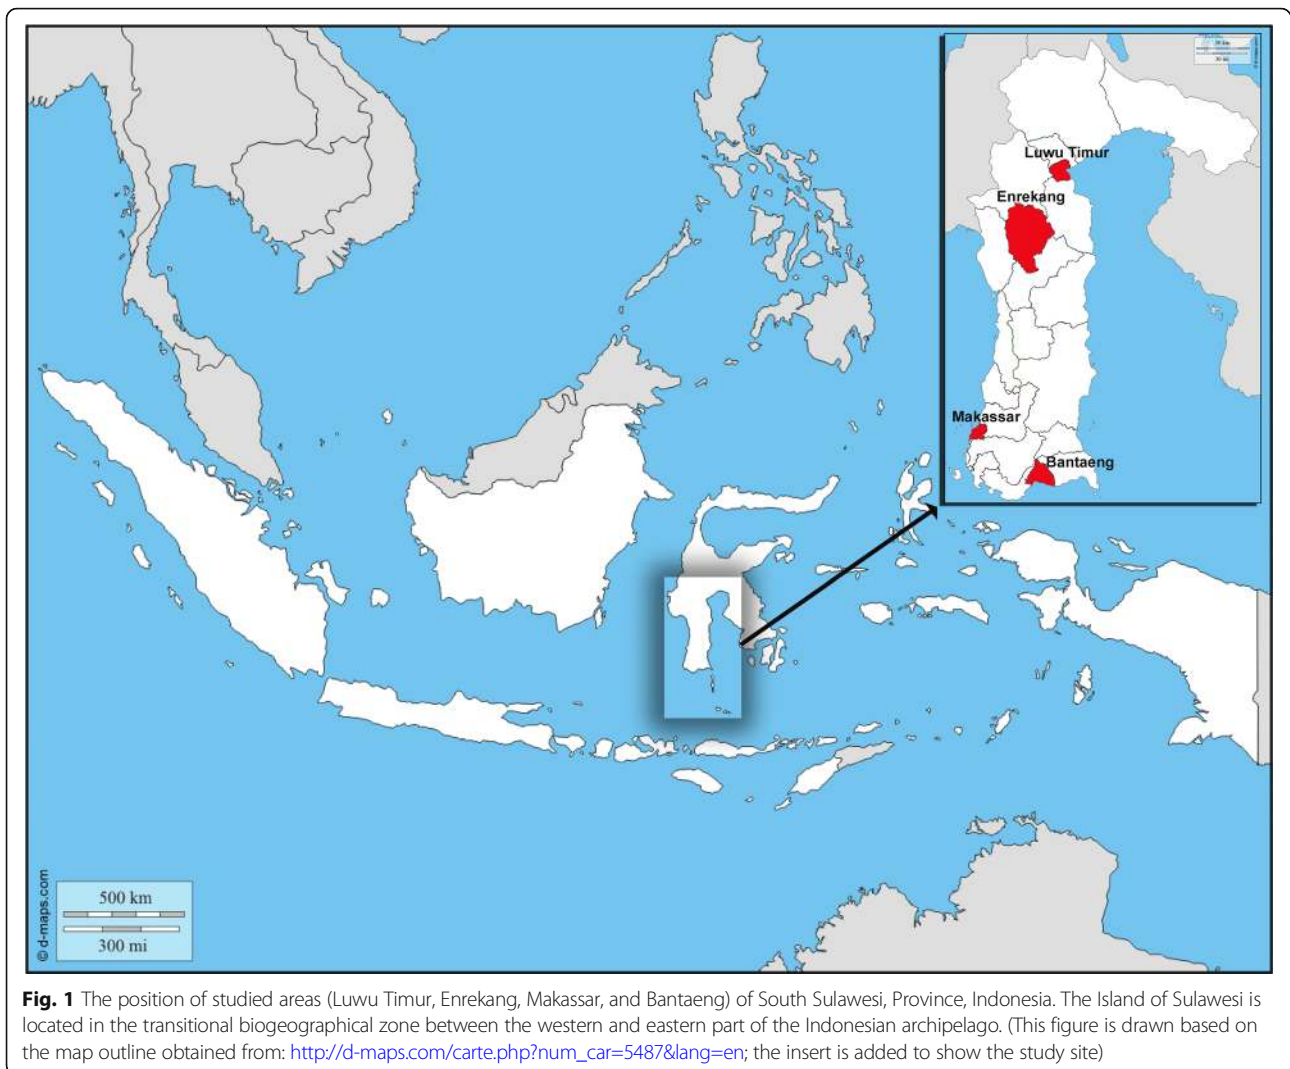 Luwu Timur
Enrekang
Makassar
Bantaeng
500 km
300 mi
© d-maps.com
Fig. 1 The position of studied areas (Luwu Timur, Enrekang, Makassar, and Bantaeng) of South Sulawesi, Province, Indonesia. The Island of Sulawesi is
located in the transitional biogeographical zone between the western and eastern part of the Indonesian archipelago. (This figure is drawn based on
the map outline obtained from: http://d-maps.com/carte.php?num_car=5487&lang=en; the insert is added to show the study site)